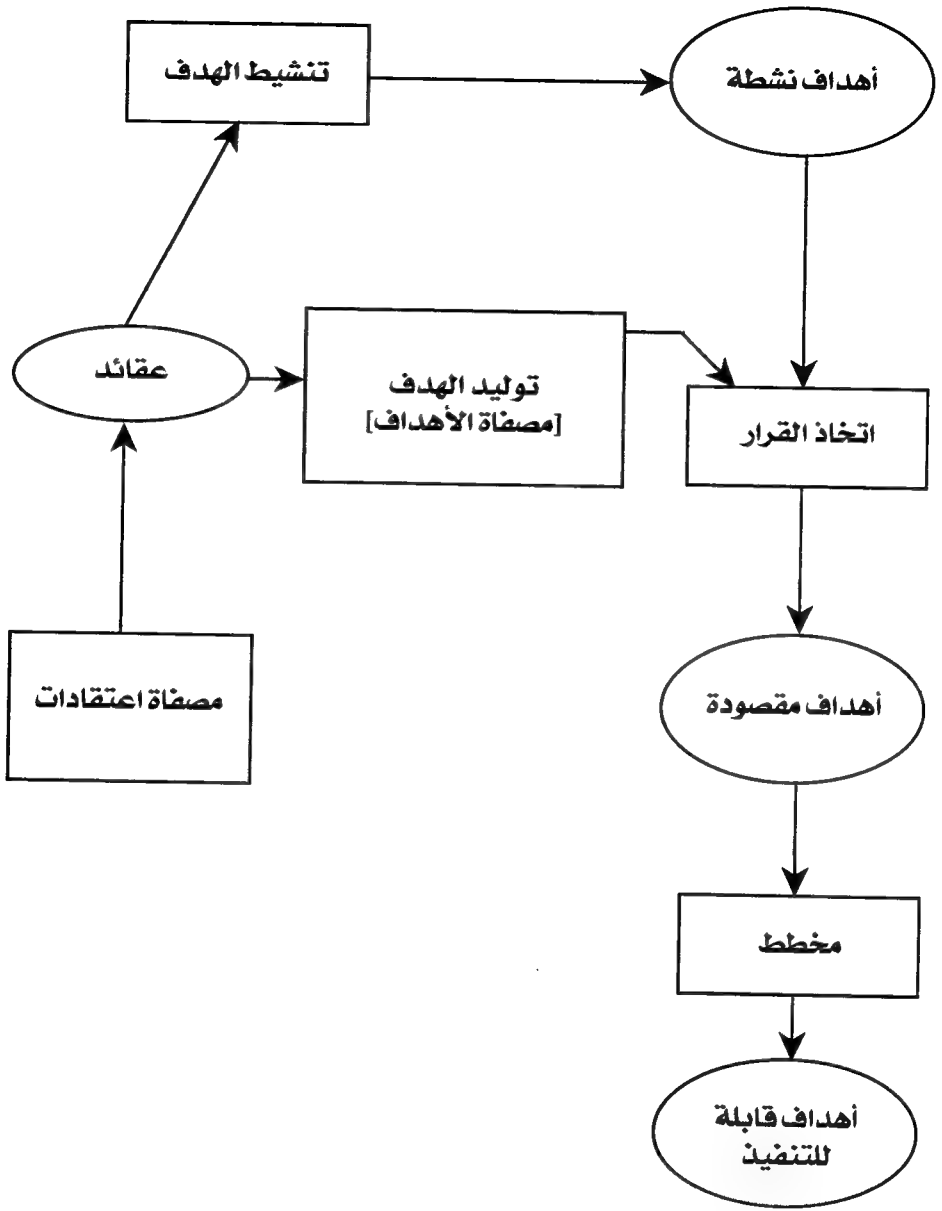 تنشيط الهدف
أهداف نشطة
عقائد
توليد الهدف
[مصفاة الأهداف]
اتخاذ القرار
مصفاة اعتقادات
أهداف مقصودة
مخطط
أهداف قابلة
للتنفيذ